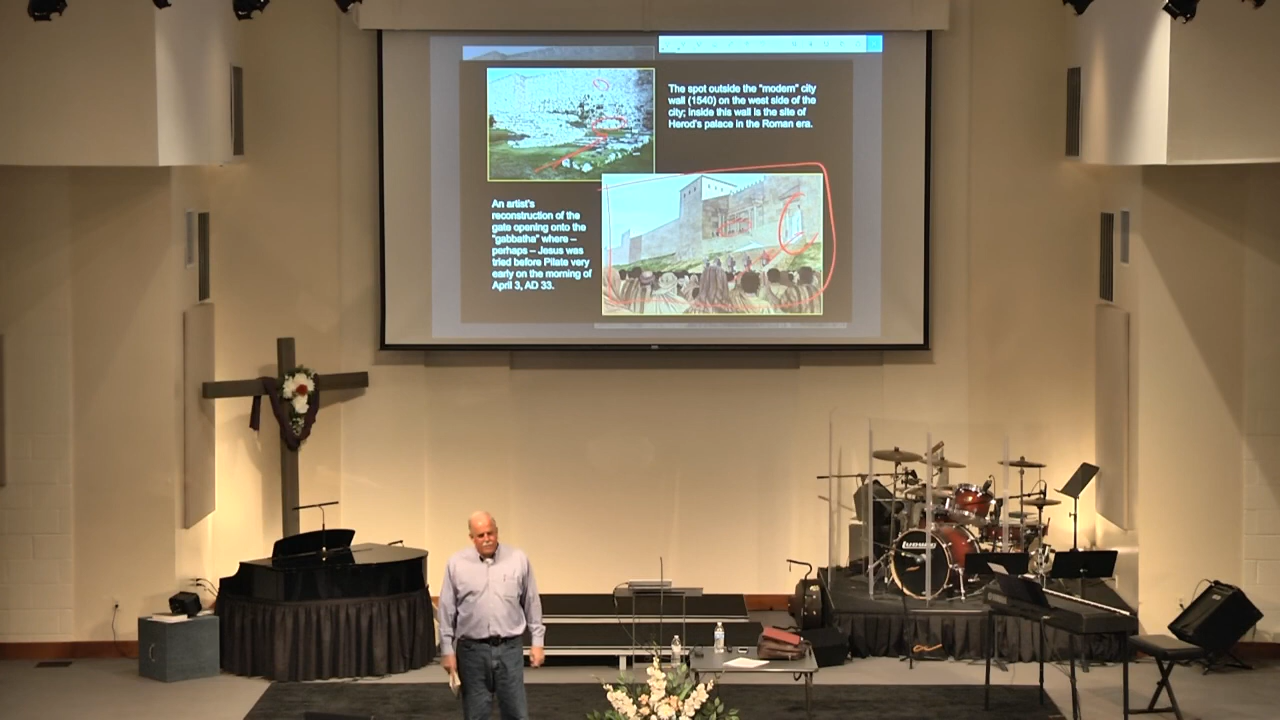 The spot outside the "modern" city
wall (1540) on the west side of the
city; inside this wall is the site of
Herod's palace in the Roman era.
An artist's
reconstruction of the
gate opening onto the
"gabbatha" where –
perhaps – Jesus was
tried before Pilate very
early on the morning of
April 3, AD 33.
Ludwig